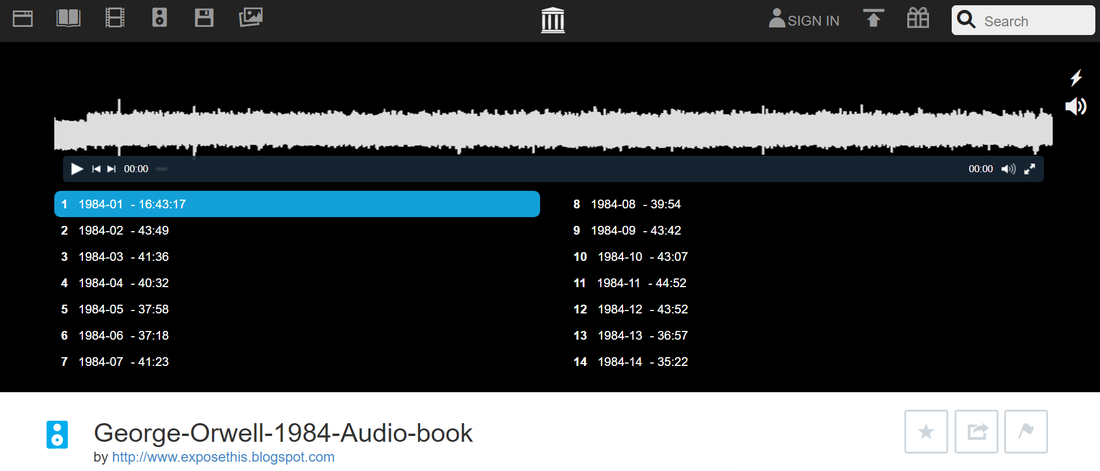 SIGN IN
Search
00:00
00:00
1 1984-01 - 16:43:17
2 1984-02 - 43:49
3 1984-03 - 41:36
4 1984-04 - 40:32
5 1984-05 - 37:58
6 1984-06 - 37:18
7 1984-07 - 41:23
8 1984-08 - 39:54
9 1984-09 - 43:42
10 1984-10 - 43:07
11 1984-11 - 44:52
12 1984-12 - 43:52
13 1984-13 - 36:57
14 1984-14 - 35:22
George-Orwell-1984-Audio-book
by http://www.exposethis.blogspot.com